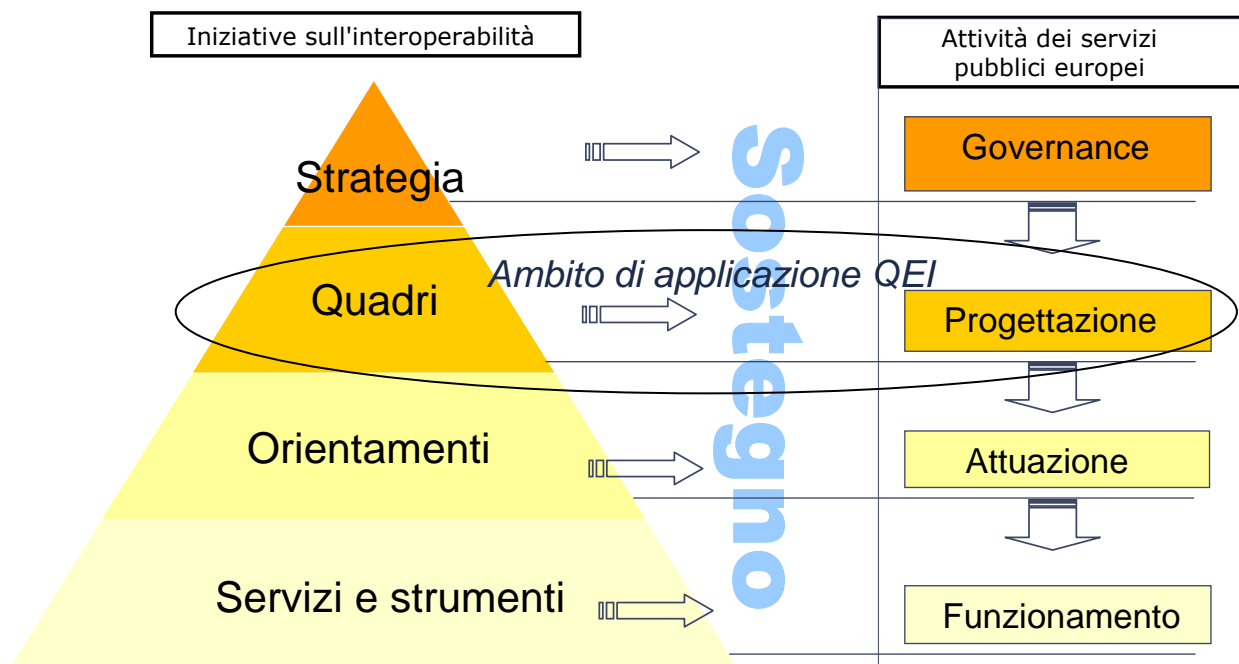 Iniziative sull'interoperabilità
Attività dei servizi
pubblici europei
Strategia
Governance
Ambito di applicazione QEI
Quadri
Progettazione
Sostegno
Orientamenti
Attuazione
Servizi e strumenti
Funzionamento